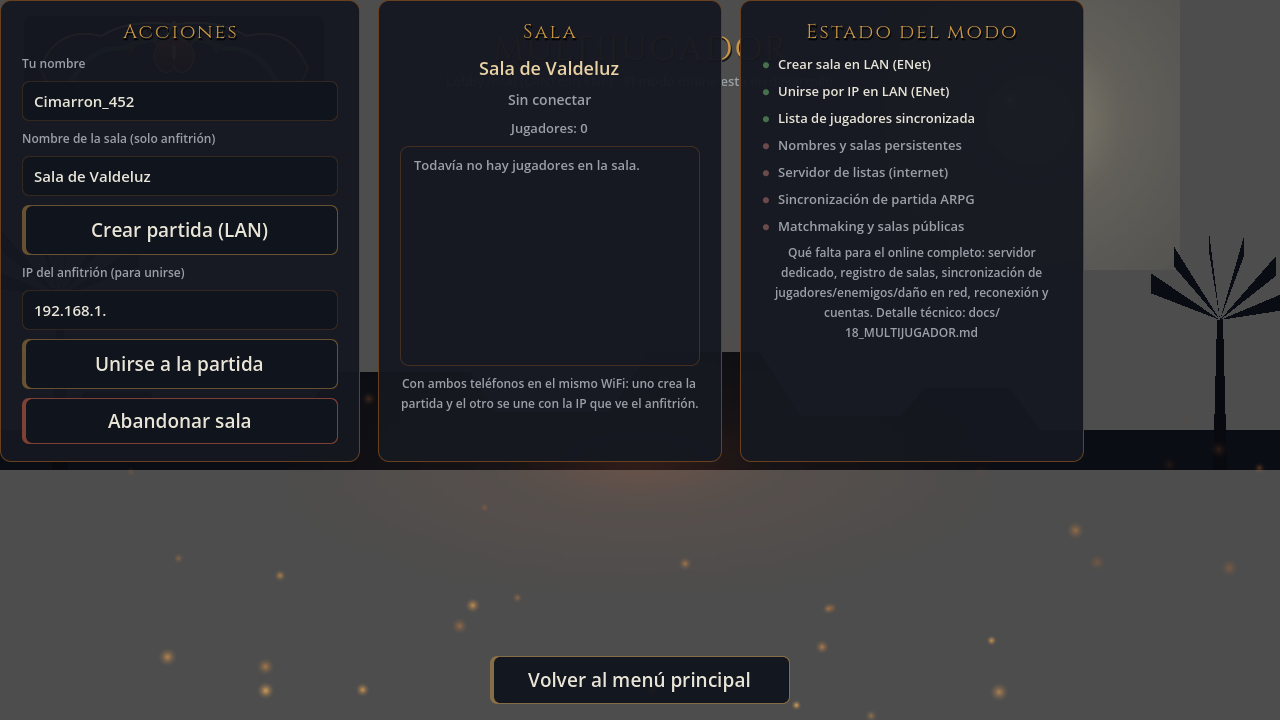 ACCIONES
Tu nombre
Cimarron_452
Nombre de la sala (solo anfitrión)
Sala de Valdeluz
Crear partida (LAN)
IP del anfitrión (para unirse)
192.168.1.
Unirse a la partida
Abandonar sala
SALA
Sala de Valdeluz
Sin conectar
Jugadores: 0
Todavía no hay jugadores en la sala.
Con ambos teléfonos en el mismo WiFi: uno crea la
partida y el otro se une con la IP que ve el anfitrión.
ESTADO DEL MODO
Crear sala en LAN (ENet)
Unirse por IP en LAN (ENet)
Lista de jugadores sincronizada
Nombres y salas persistentes
Servidor de listas (internet)
Sincronización de partida ARPG
Matchmaking y salas públicas
Qué falta para el online completo: servidor
dedicado, registro de salas, sincronización de
jugadores/enemigos/daño en red, reconexión y
cuentas. Detalle técnico: docs/
18_MULTIJUGADOR.md
MULTIJUGADOR
Volver al menú principal